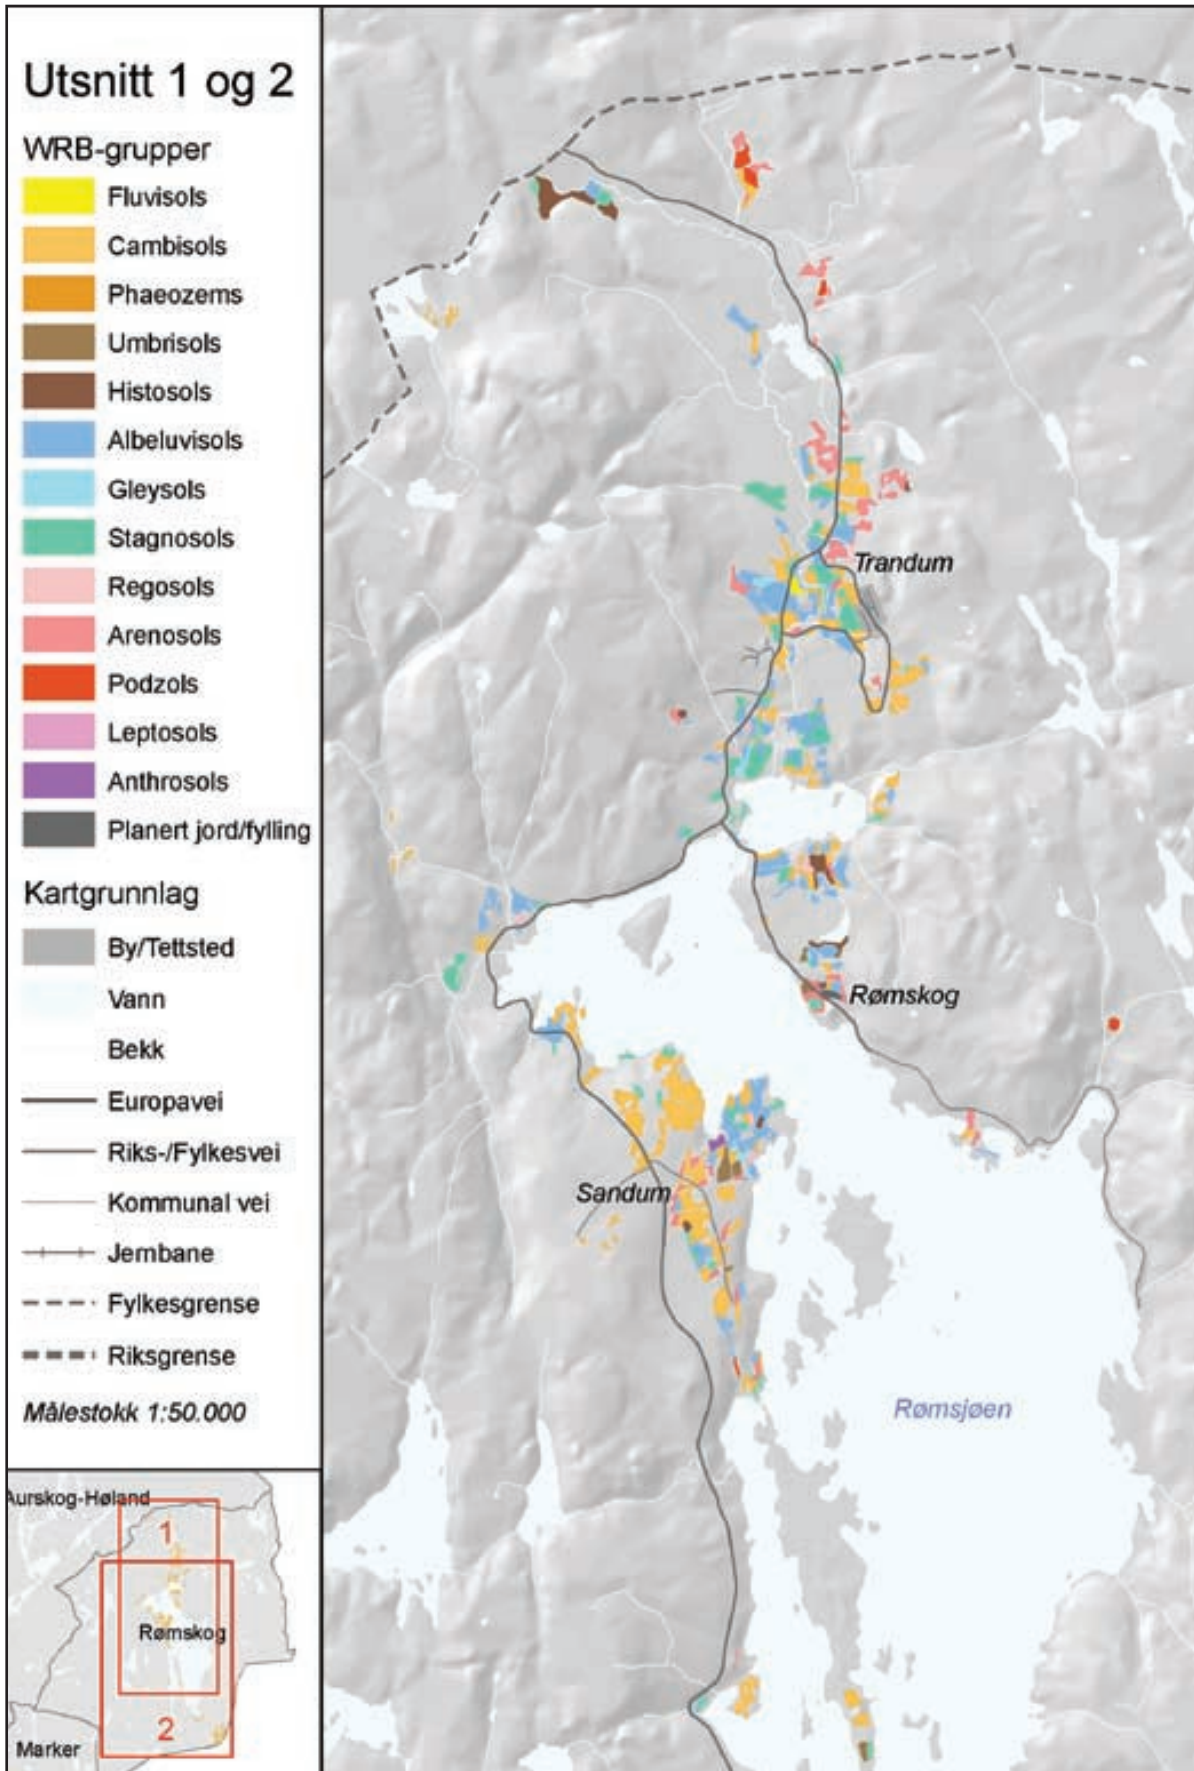 Utsnitt 1 og 2
WRB-grupper
Fluvisols
Cambisols
Phaeozems
Umbrisols
Histosols
Albeluvisols
Gleysols
Stagnosols
Regosols
Arenosols
Podzols
Leptosols
Anthrosols
Planert jord/fylling
Kartgrunnlag
By/Tettsted
Vann
Bekk
Europavei
Riks-/Fylkesvei
Kommunal vei
Jernbane
Fylkesgrense
Riksgrense
Målestokk 1:50.000
Aurskog-Høland
1
Rømskog
2
Marker
Trandum
Rømskog
Sandum
Rømsjøen